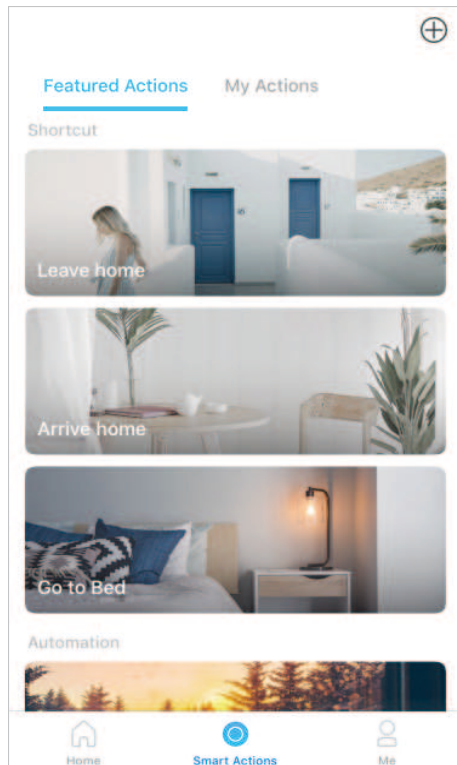 Featured Actions My Actions
Shortcut
Leave home
Arrive home
Go to Bed
Automation
Home Smart Actions Me